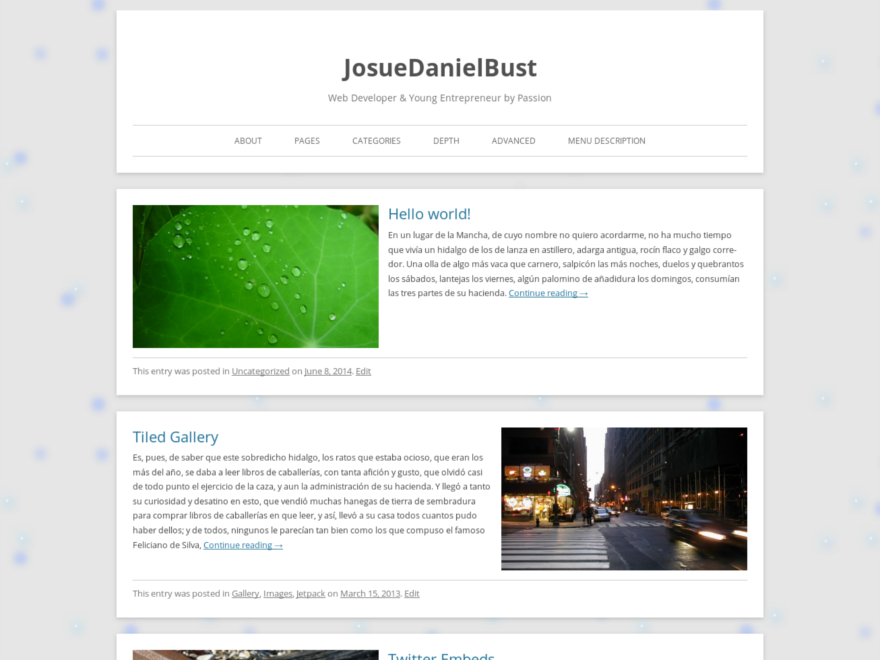 JosueDanielBust
Web Developer & Young Entrepreneur by Passion
ABOUT PAGES CATEGORIES DEPTH ADVANCED MENU DESCRIPTION
Hello world!
En un lugar de la Mancha, de cuyo nombre no quiero acordarme, no ha mucho tiempo
que vivía un hidalgo de los de lanza en astillero, adarga antigua, rocín flaco y galgo corre-
dor. Una olla de algo más vaca que carnero, salpicón las más noches, duelos y quebrantos
los sábados, lantejas los viernes, algún palomino de añadidura los domingos, consumían
las tres partes de su hacienda. Continue reading →
This entry was posted in Uncategorized on June 8, 2014. Edit
Tiled Gallery
Es, pues, de saber que este sobredicho hidalgo, los ratos que estaba ocioso, que eran los
más del año, se daba a leer libros de caballerías, con tanta afición y gusto, que olvidó casi
de todo punto el ejercicio de la caza, y aun la administración de su hacienda. Y llegó a tanto
su curiosidad y desatino en esto, que vendió muchas hanegas de tierra de sembradura
para comprar libros de caballerías en que leer, y así, llevó a su casa todos cuantos pudo
haber dellos; y de todos, ningunos le parecían tan bien como los que compuso el famoso
Feliciano de Silva, Continue reading →
This entry was posted in Gallery, Images, Jetpack on March 15, 2013. Edit
Twitter Embeds